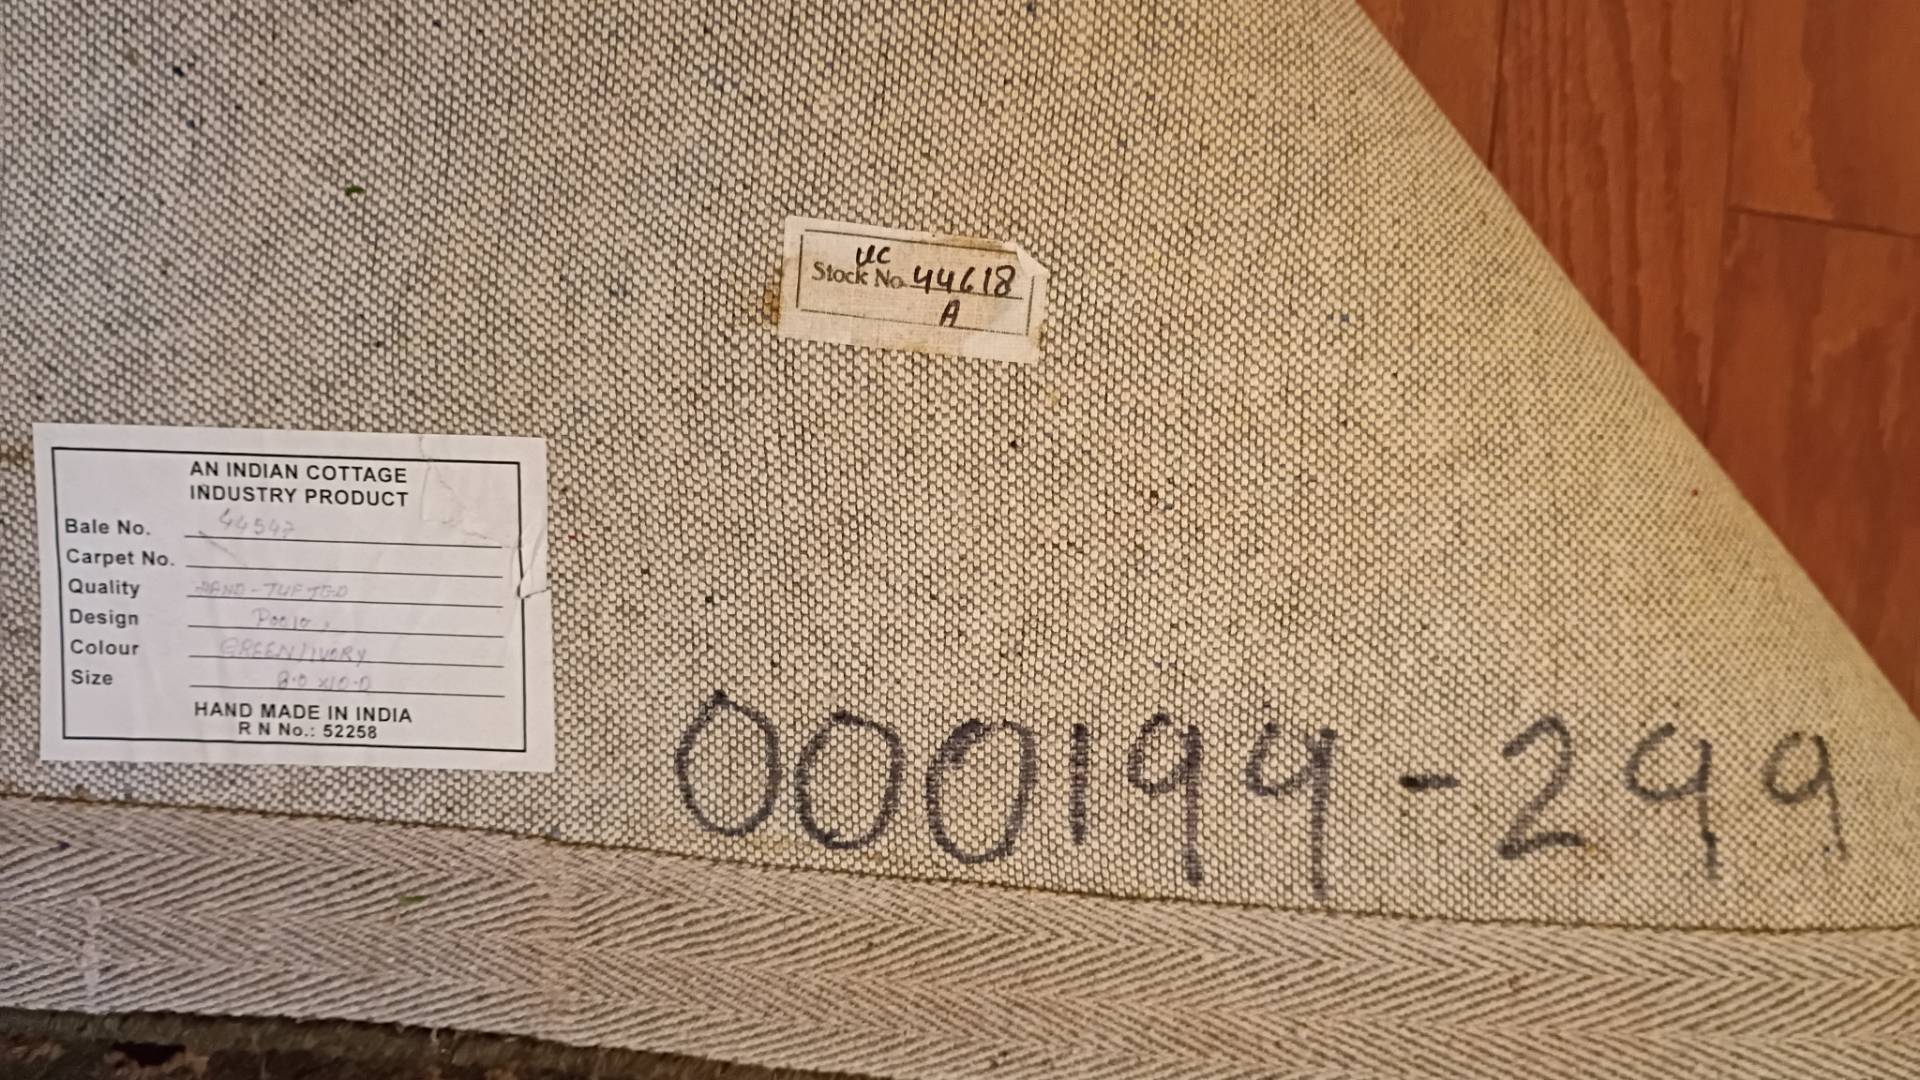 UC
Stock No. 44618
A
AN INDIAN COTTAGE
INDUSTRY PRODUCT
Bale No. 44547
Carpet No.
Quality HAND-TUFTED
Design
Colour GREEN/IVORY
Size 8.0 x 10.0
HAND MADE IN INDIA
R N No.: 52258
000199-299